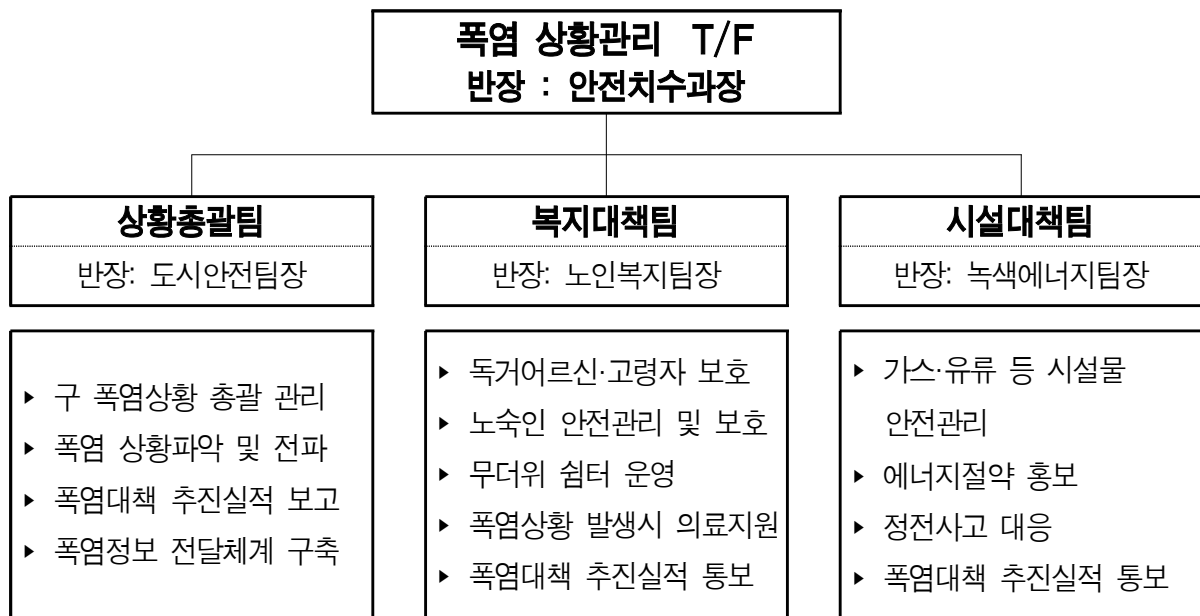 폭염 상황관리 T/F
반장 : 안전치수과장
상황총괄팀
반장: 도시안전팀장
▸ 구 폭염상황 총괄 관리
▸ 폭염 상황파악 및 전파
▸ 폭염대책 추진실적 보고
▸ 폭염정보 전달체계 구축
복지대책팀
반장: 노인복지팀장
▸ 독거어르신·고령자 보호
▸ 노숙인 안전관리 및 보호
▸ 무더위 쉼터 운영
▸ 폭염상황 발생시 의료지원
▸ 폭염대책 추진실적 통보
시설대책팀
반장: 녹색에너지팀장
▸ 가스·유류 등 시설물
안전관리
▸ 에너지절약 홍보
▸ 정전사고 대응
▸ 폭염대책 추진실적 통보